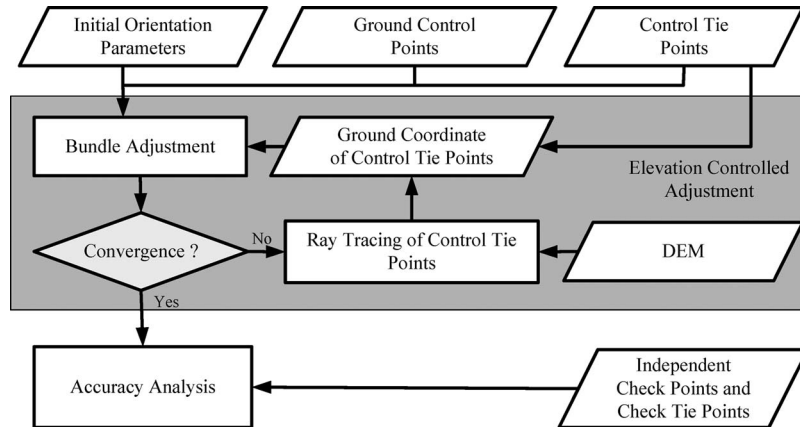 Initial Orientation
Parameters
Ground Control
Points
Control Tie
Points
Bundle Adjustment
Ground Coordinate
of Control Tie Points
Elevation Controlled
Adjustment
Convergence ?
No
Ray Tracing of Control Tie
Points
DEM
Yes
Accuracy Analysis
Independent
Check Points and
Check Tie Points